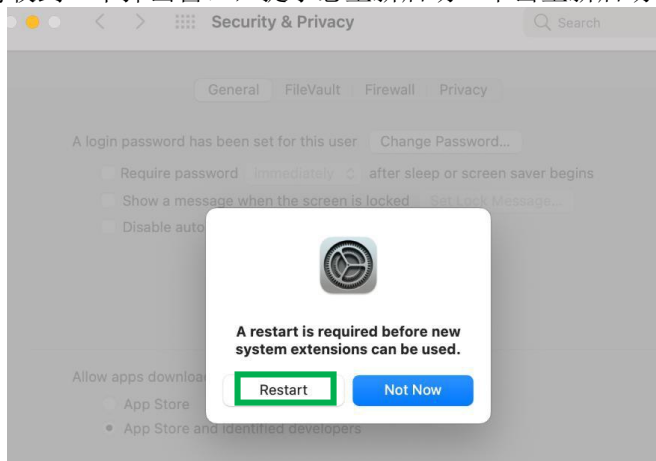 Security & Privacy
Search
General FileVault Firewall Privacy
A login password has been set for this user Change Password...
Require password immediately after sleep or screen saver begins
Show a message when the screen is locked Set Lock Message...
Disable auto
A restart is required before new
system extensions can be used.
Allow apps downloa
Restart Not Now
App Store
App Store and identified developers